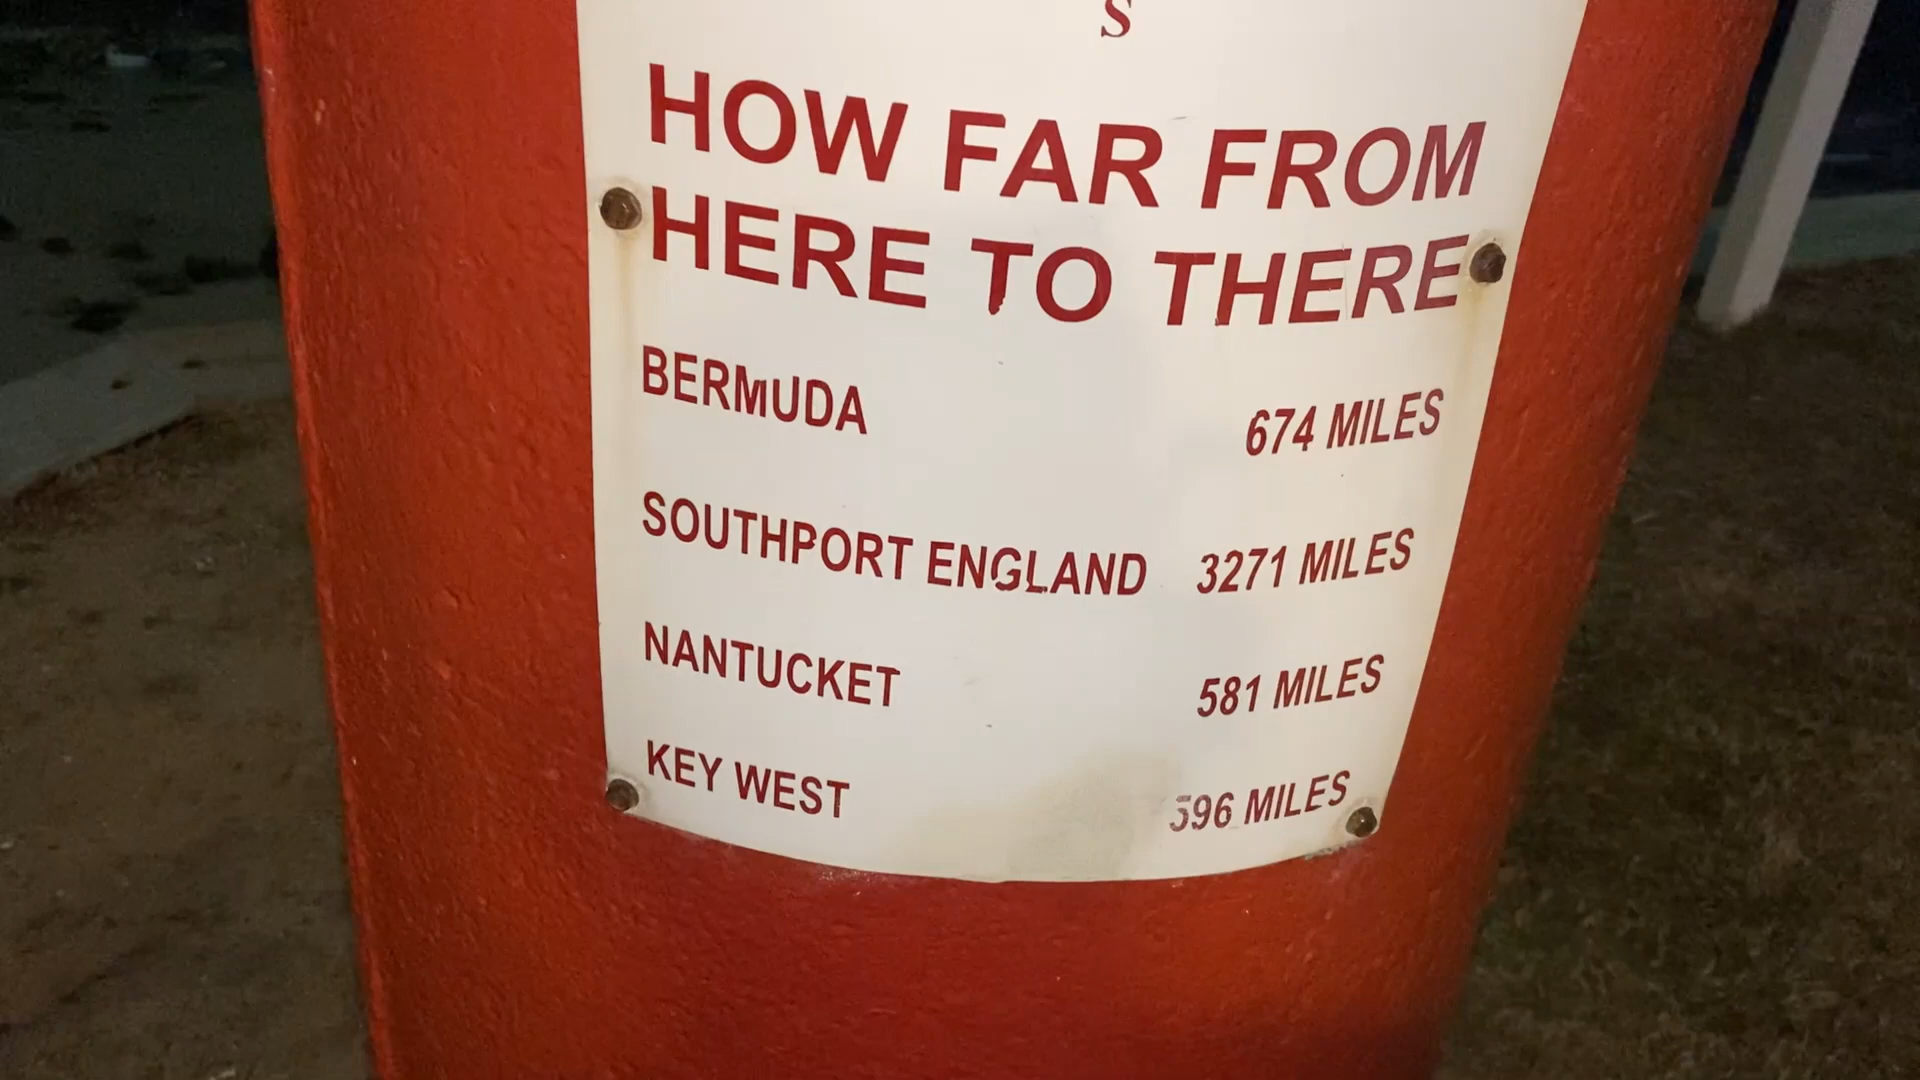 S
HOW FAR FROM
HERE TO THERE
BERMUDA 674 MILES
SOUTHPORT ENGLAND 3271 MILES
NANTUCKET 581 MILES
KEY WEST 596 MILES